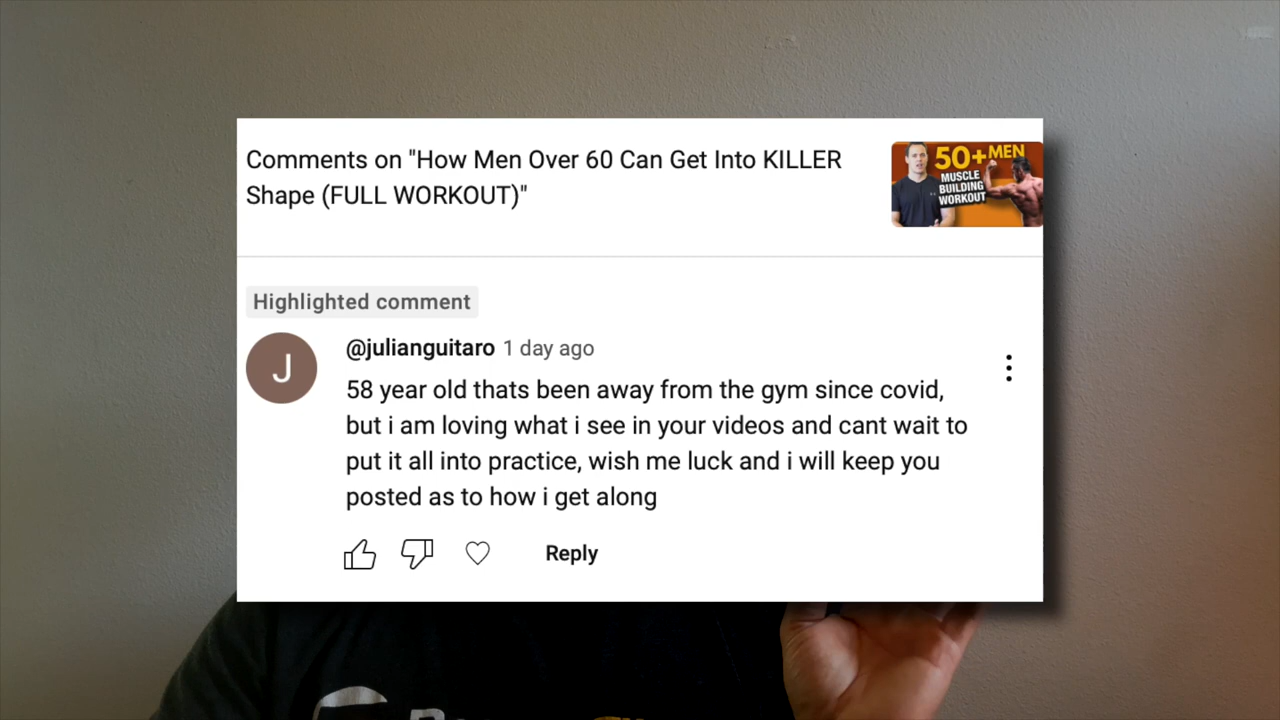 Comments on "How Men Over 60 Can Get Into KILLER
Shape (FULL WORKOUT)"
50+ MEN
MUSCLE
BUILDING
WORKOUT
Highlighted comment
J
@julianguitaro 1 day ago
58 year old thats been away from the gym since covid,
but i am loving what i see in your videos and cant wait to
put it all into practice, wish me luck and i will keep you
posted as to how i get along
Reply